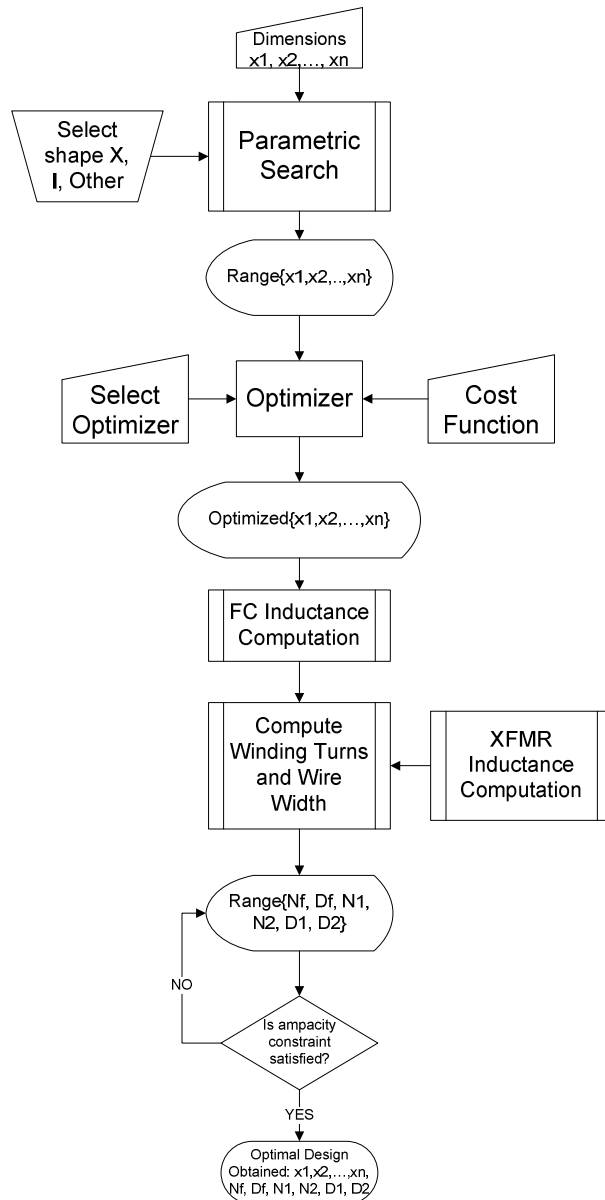 Dimensions
x1, x2,…, xn
Select
shape X,
I, Other
Parametric
Search
Range{x1,x2,..,xn}
Select
Optimizer
Optimizer
Cost
Function
Optimized{x1,x2,…,xn}
FC Inductance
Computation
Compute
Winding Turns
and Wire
Width
XFMR
Inductance
Computation
Range{Nf, Df, N1,
N2, D1, D2}
NO
Is ampacity
constraint
satisfied?
YES
Optimal Design
Obtained: x1,x2,…,xn,
Nf, Df, N1, N2, D1, D2